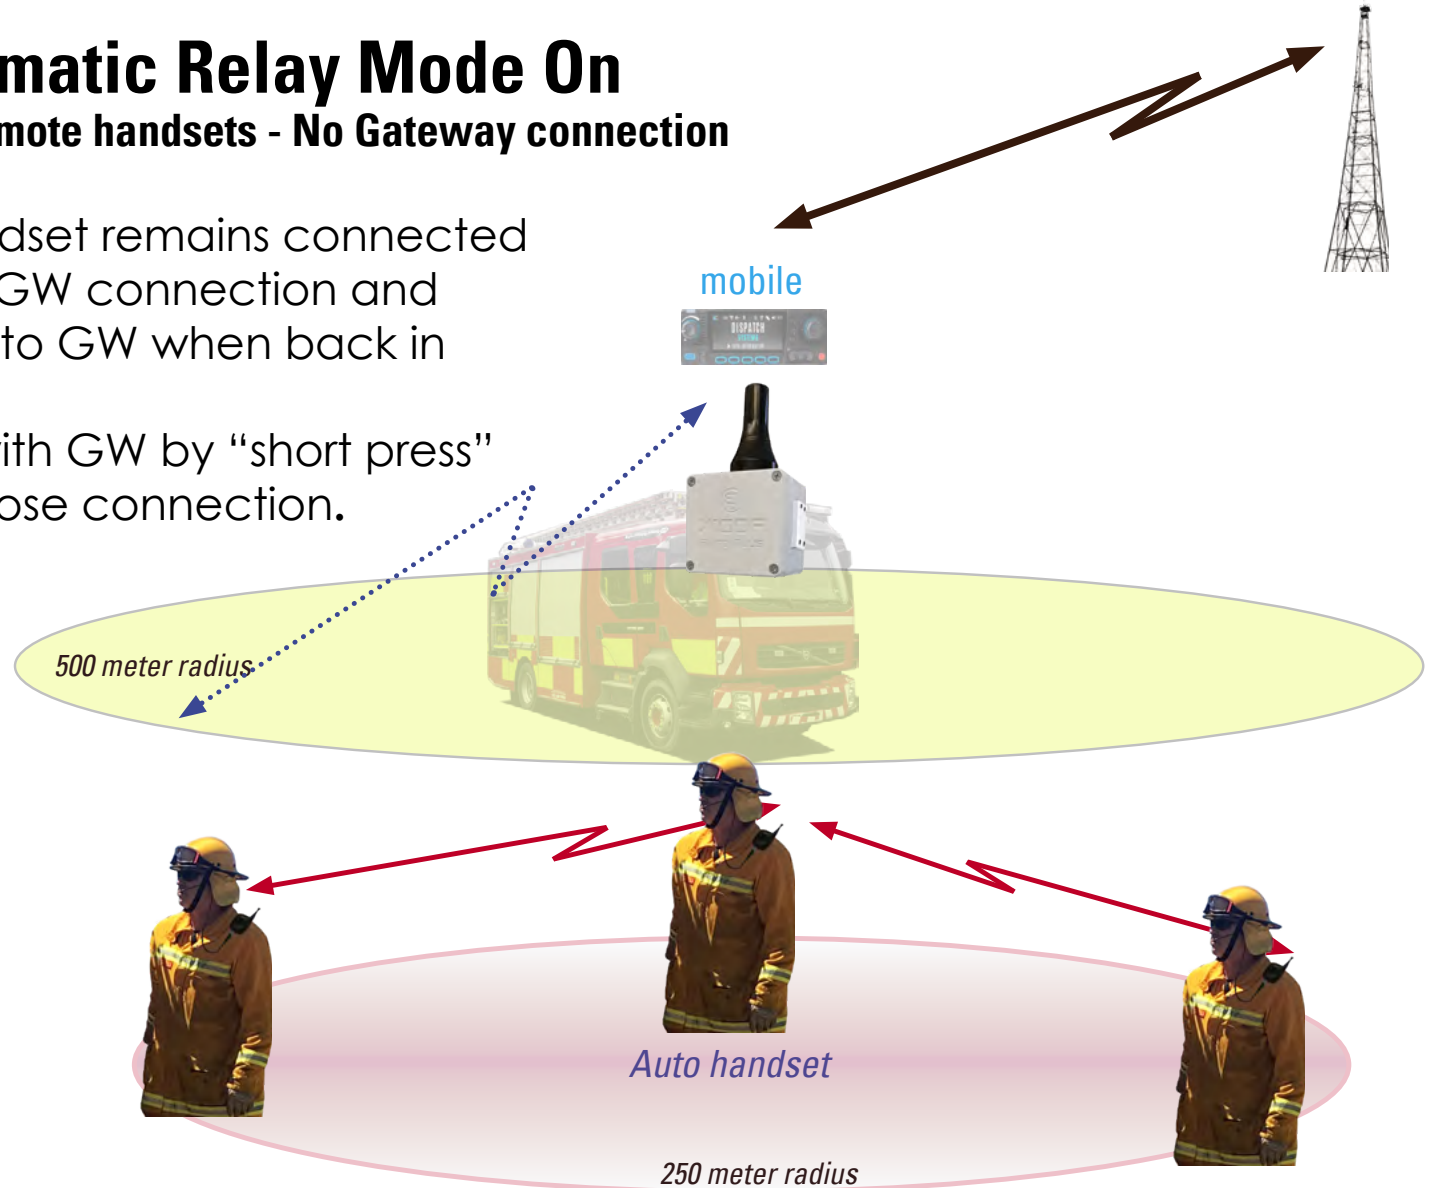 matic Relay Mode On
mote handsets - No Gateway connection
dset remains connected
GW connection and
to GW when back in
vith GW by “short press”
ose connection.
mobile
DISPATCH
500 meter radius
Auto handset
250 meter radius